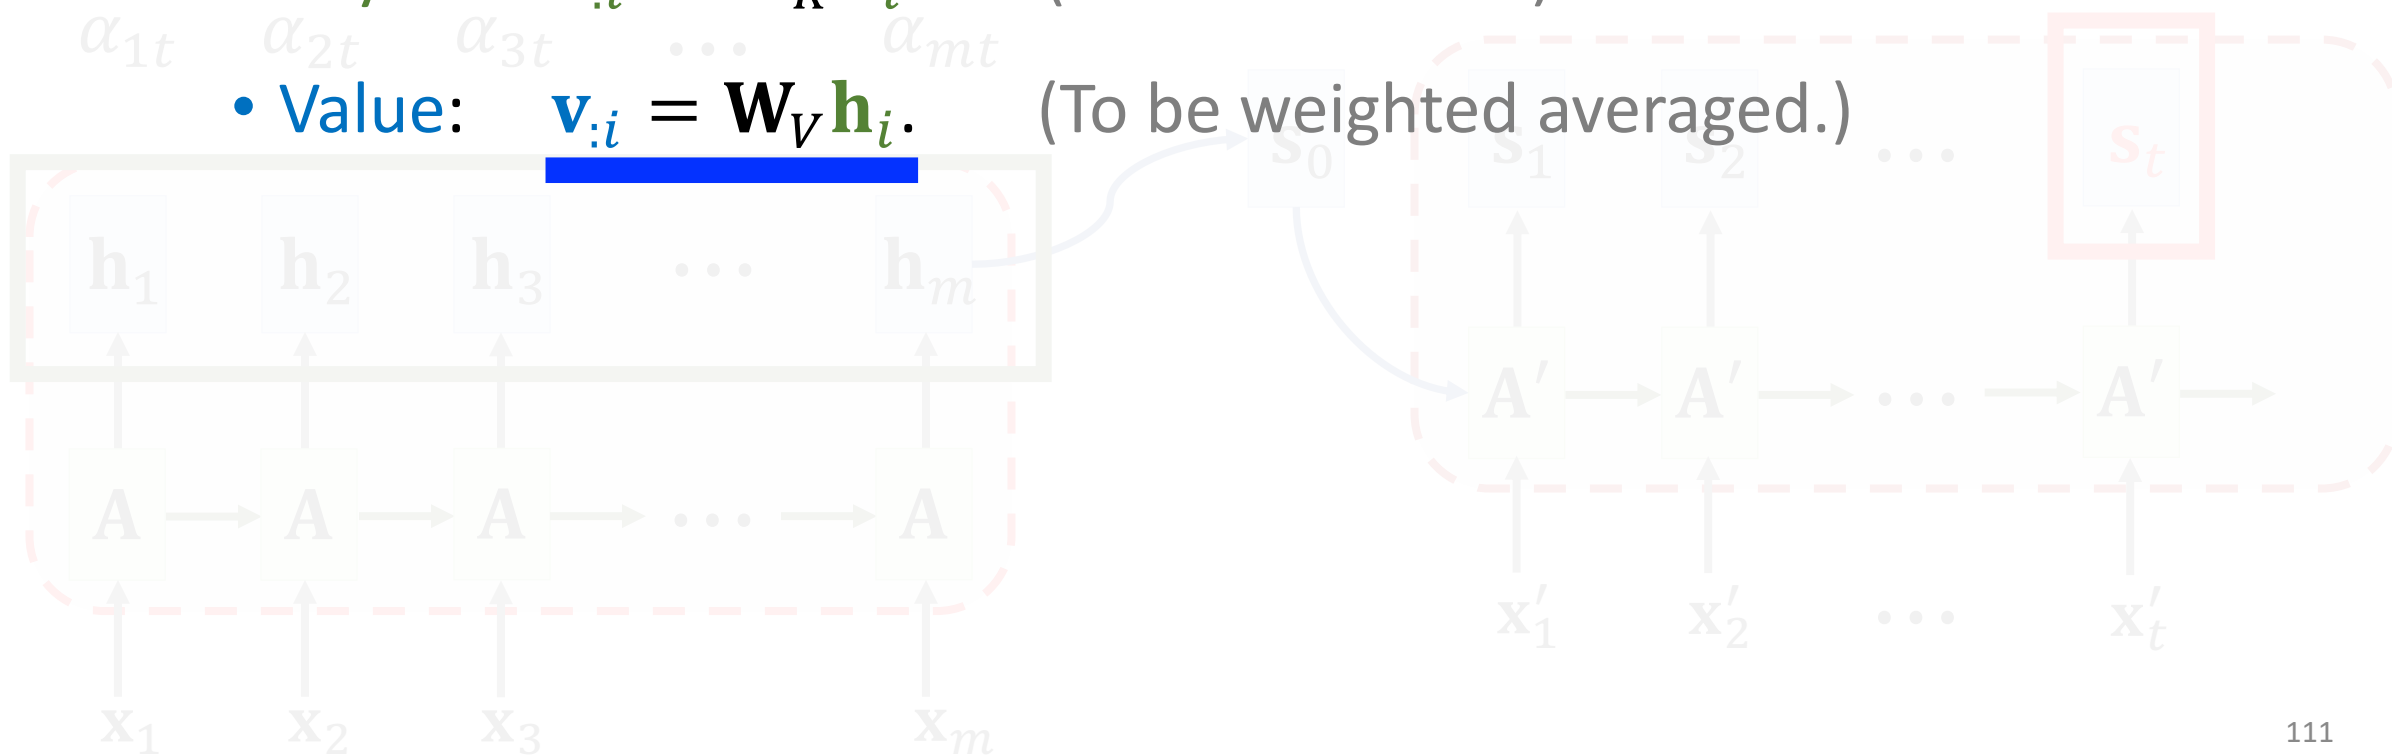 α₁ₜ α₂ₜ α₃ₜ ⋯ αₘₜ
• Value: v:ᵢ = W_V hᵢ. (To be weighted averaged.)
s₀ s₁ s₂ ⋯ sₜ
h₁ h₂ h₃ ⋯ hₘ
A′ A′ ⋯ A′
A A A ⋯ A
x′₁ x′₂ ⋯ x′ₜ
x₁ x₂ x₃ xₘ
111